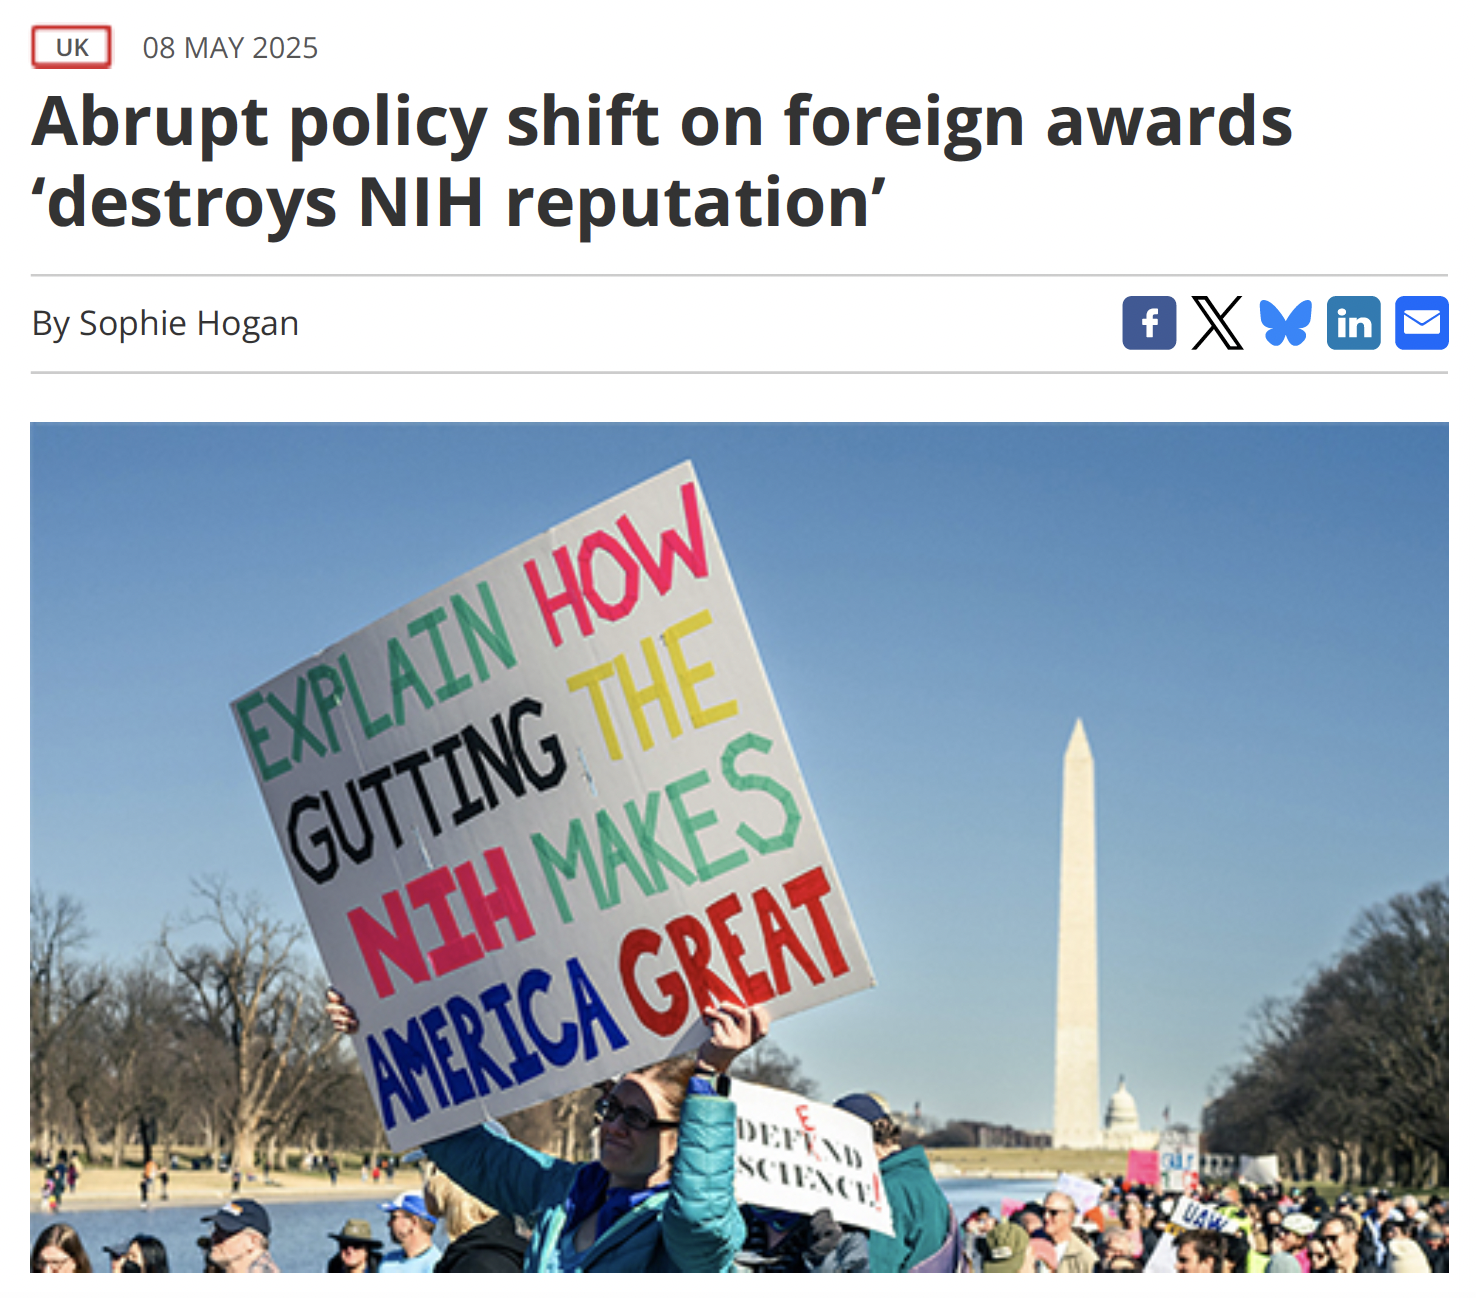 UK 08 MAY 2025
Abrupt policy shift on foreign awards
‘destroys NIH reputation’
By Sophie Hogan
EXPLAIN HOW
GUTTING THE
NIH MAKES
AMERICA GREAT
DEFEND
SCIENCE!
UAW